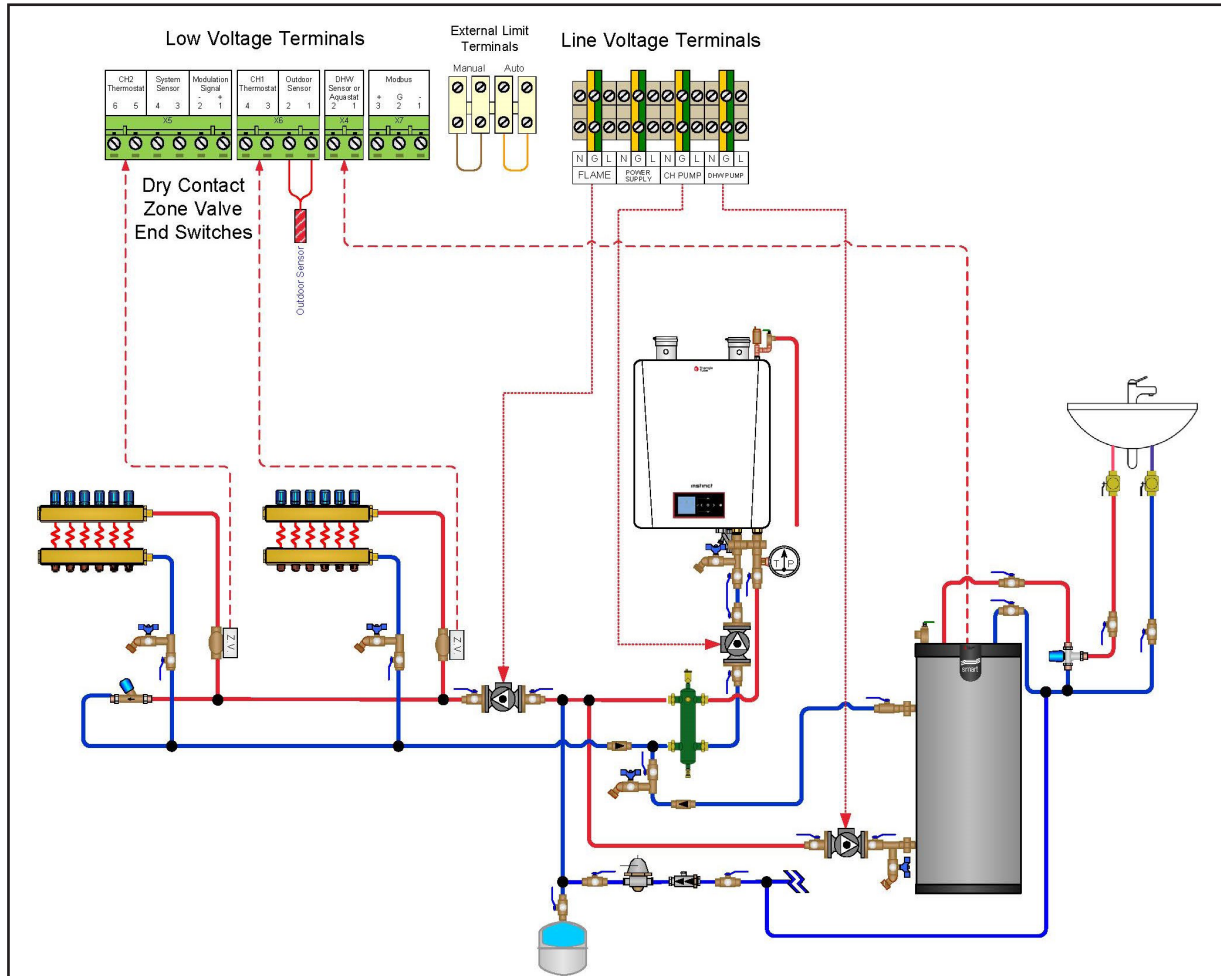 Low Voltage Terminals
External Limit
Terminals
Line Voltage Terminals
Manual Auto
CH2
Thermostat
6 5
System
Sensor
4 3
Modulation
Signal
- +
2 1
X5
CH1
Thermostat
4 3
Outdoor
Sensor
2 1
X6
DHW
Sensor or
Aquastat
2 1
X4
Modbus
+ G -
3 2 1
X7
N G L N G L N G L N G L
FLAME
POWER
SUPPLY
CH PUMP
DHW PUMP
Dry Contact
Zone Valve
End Switches
Outdoor Sensor
instinct
T P
Z.V.
Z.V.
smart